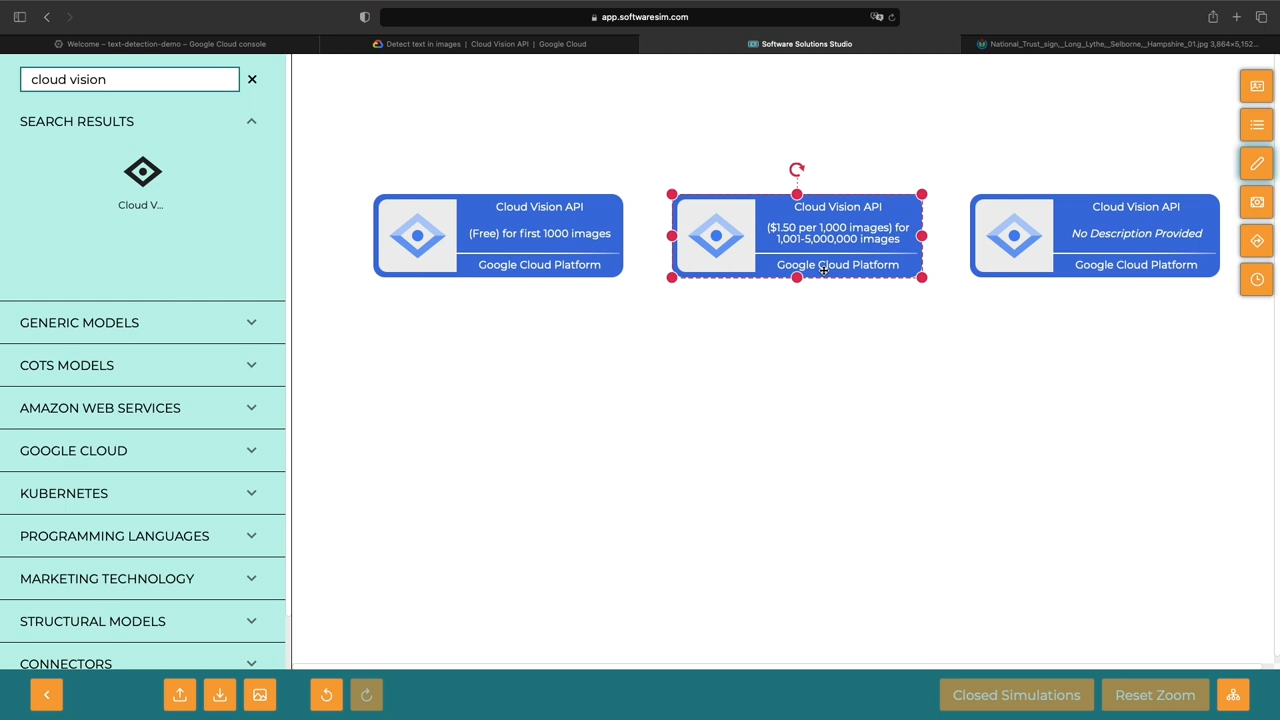 app.softwaresim.com
Welcome – text-detection-demo – Google Cloud console
Detect text in images | Cloud Vision API | Google Cloud
Software Solutions Studio
National_Trust_sign,_Long_Lythe,_Selborne,_Hampshire_01.jpg 3,864×5,152...
cloud vision
SEARCH RESULTS
Cloud V...
GENERIC MODELS
COTS MODELS
AMAZON WEB SERVICES
GOOGLE CLOUD
KUBERNETES
PROGRAMMING LANGUAGES
MARKETING TECHNOLOGY
STRUCTURAL MODELS
CONNECTORS
Cloud Vision API
(Free) for first 1000 images
Google Cloud Platform
Cloud Vision API
($1.50 per 1,000 images) for
1,001-5,000,000 images
Google Cloud Platform
Cloud Vision API
No Description Provided
Google Cloud Platform
Closed Simulations
Reset Zoom